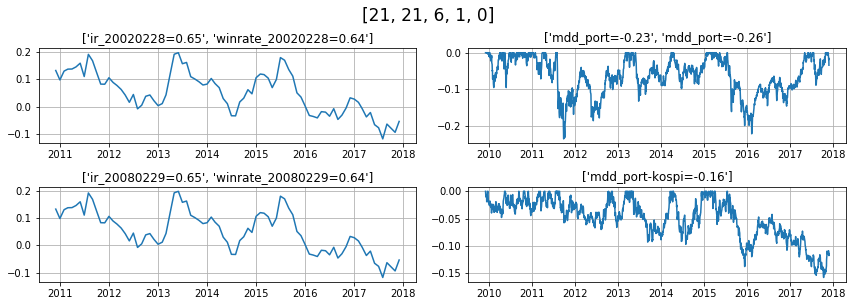 [21, 21, 6, 1, 0]
['ir_20020228=0.65', 'winrate_20020228=0.64']
0.2
0.1
0.0
−0.1
2011 2012 2013 2014 2015 2016 2017 2018
['mdd_port=-0.23', 'mdd_port=-0.26']
0.0
−0.1
−0.2
2010 2011 2012 2013 2014 2015 2016 2017 2018
['ir_20080229=0.65', 'winrate_20080229=0.64']
0.2
0.1
0.0
−0.1
2011 2012 2013 2014 2015 2016 2017 2018
['mdd_port-kospi=-0.16']
0.00
−0.05
−0.10
−0.15
2010 2011 2012 2013 2014 2015 2016 2017 2018